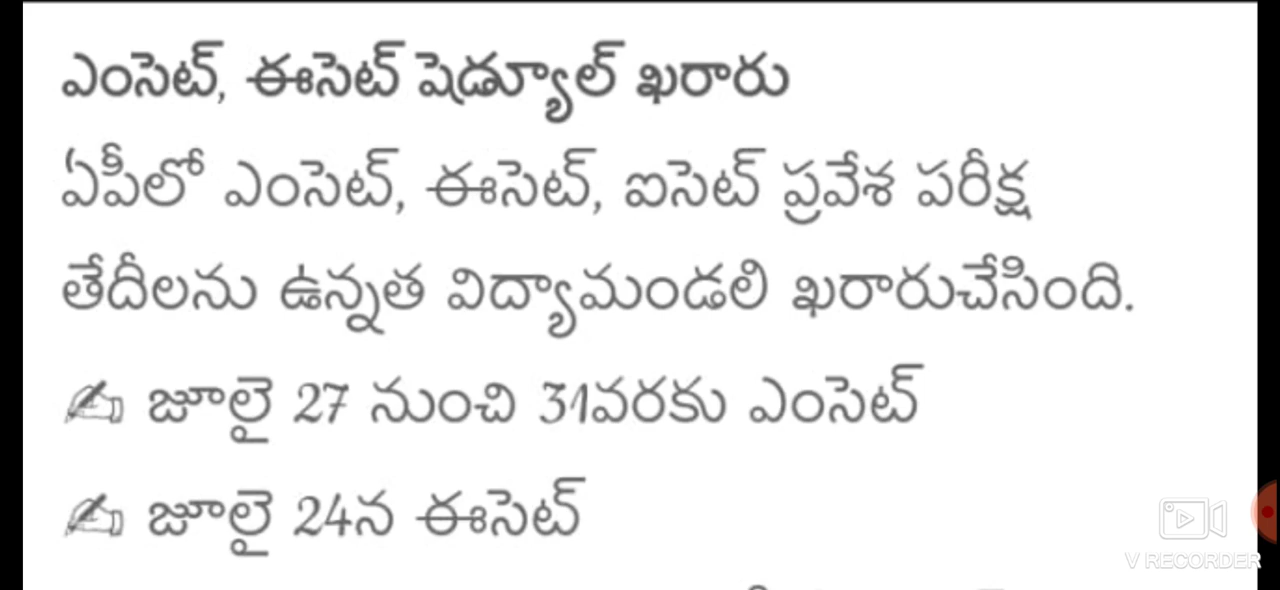 ఎంసెట్, ఈసెట్ షెడ్యూల్ ఖరారు
ఏపీలో ఎంసెట్, ఈసెట్, ఐసెట్ ప్రవేశ పరీక్ష
తేదీలను ఉన్నత విద్యామండలి ఖరారుచేసింది.
✍ జూలై 27 నుంచి 31వరకు ఎంసెట్
✍ జూలై 24న ఈసెట్
V RECORDER